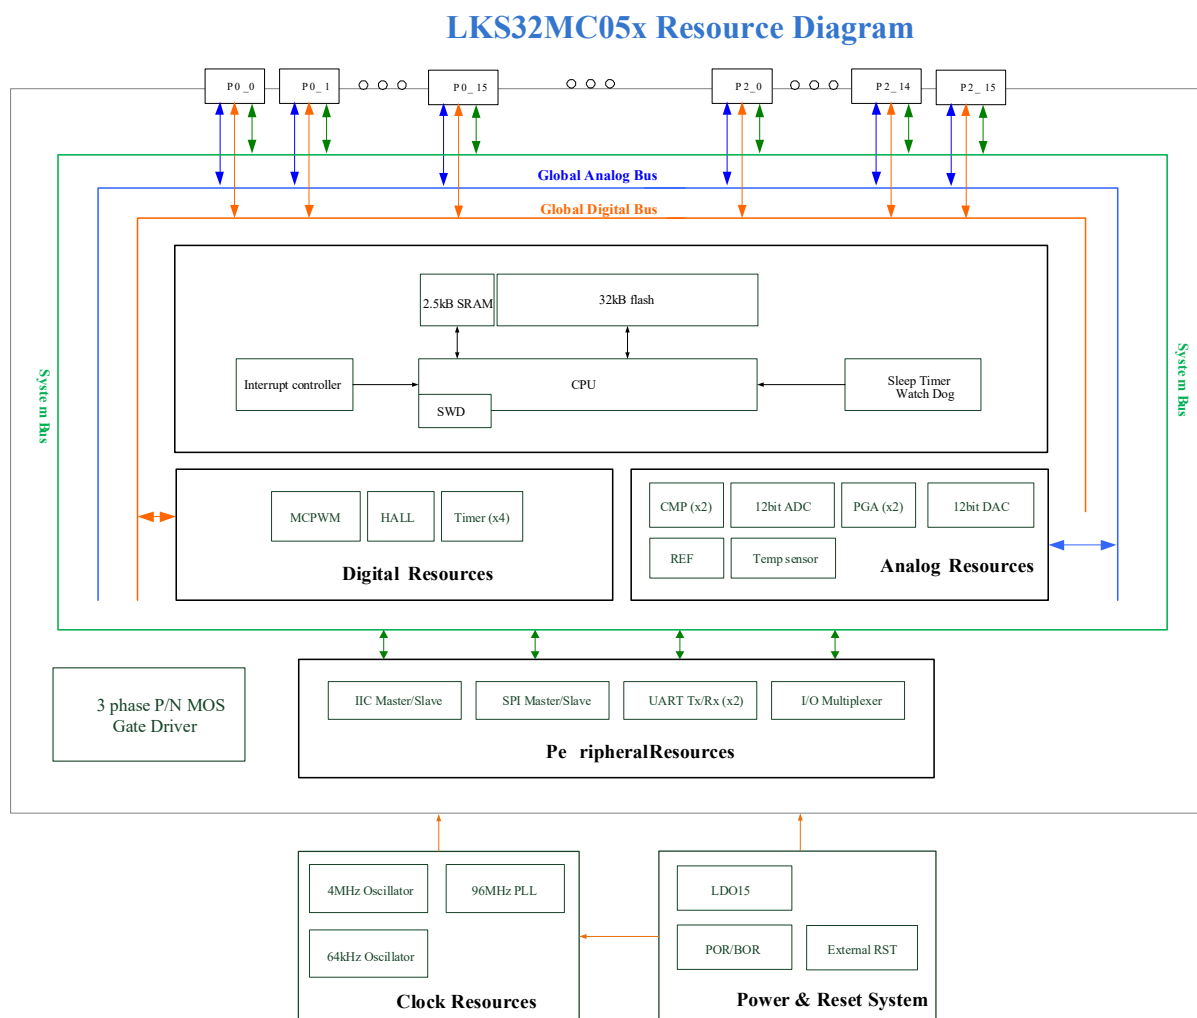 LKS32MC05x Resource Diagram
P0_0
P0_1
P0_15
P2_0
P2_14
P2_15
Global Analog Bus
Global Digital Bus
2.5kB SRAM
32kB flash
Interrupt controller
CPU
SWD
Sleep Timer
Watch Dog
Syste m Bus
Syste m Bus
MCPWM
HALL
Timer (x4)
Digital Resources
CMP (x2)
12bit ADC
PGA (x2)
12bit DAC
REF
Temp sensor
Analog Resources
3 phase P/N MOS
Gate Driver
IIC Master/Slave
SPI Master/Slave
UART Tx/Rx (x2)
I/O Multiplexer
Pe ripheralResources
4MHz Oscillator
96MHz PLL
64kHz Oscillator
Clock Resources
LDO15
POR/BOR
External RST
Power & Reset System